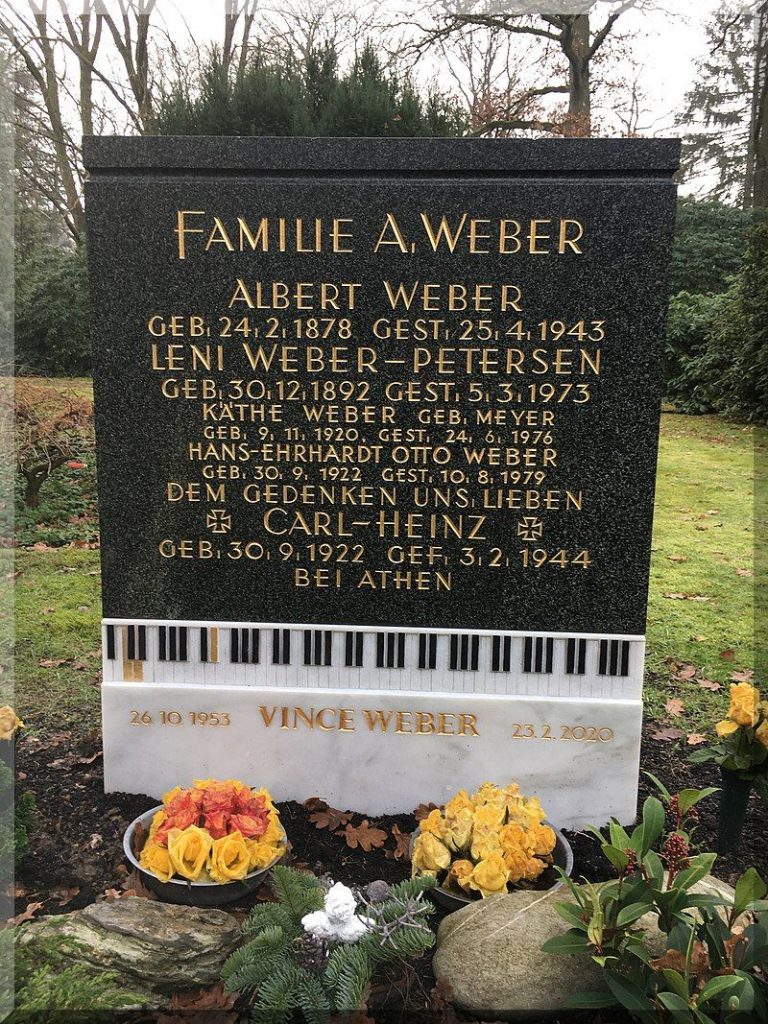 FAMILIE A. WEBER
ALBERT WEBER
GEB. 24.2.1878 GEST. 25.4.1943
LENI WEBER-PETERSEN
GEB. 30.12.1892 GEST. 5.3.1973
KÄTHE WEBER GEB. MEYER
GEB. 9.11.1920. GEST. 24.6.1976
HANS-EHRHARDT OTTO WEBER
GEB. 30.9.1922 GEST. 10.8.1979
DEM GEDENKEN UNS. LIEBEN
CARL-HEINZ
GEB. 30.9.1922 GEF. 3.2.1944
BEI ATHEN
26.10.1953 VINCE WEBER 23.2.2020